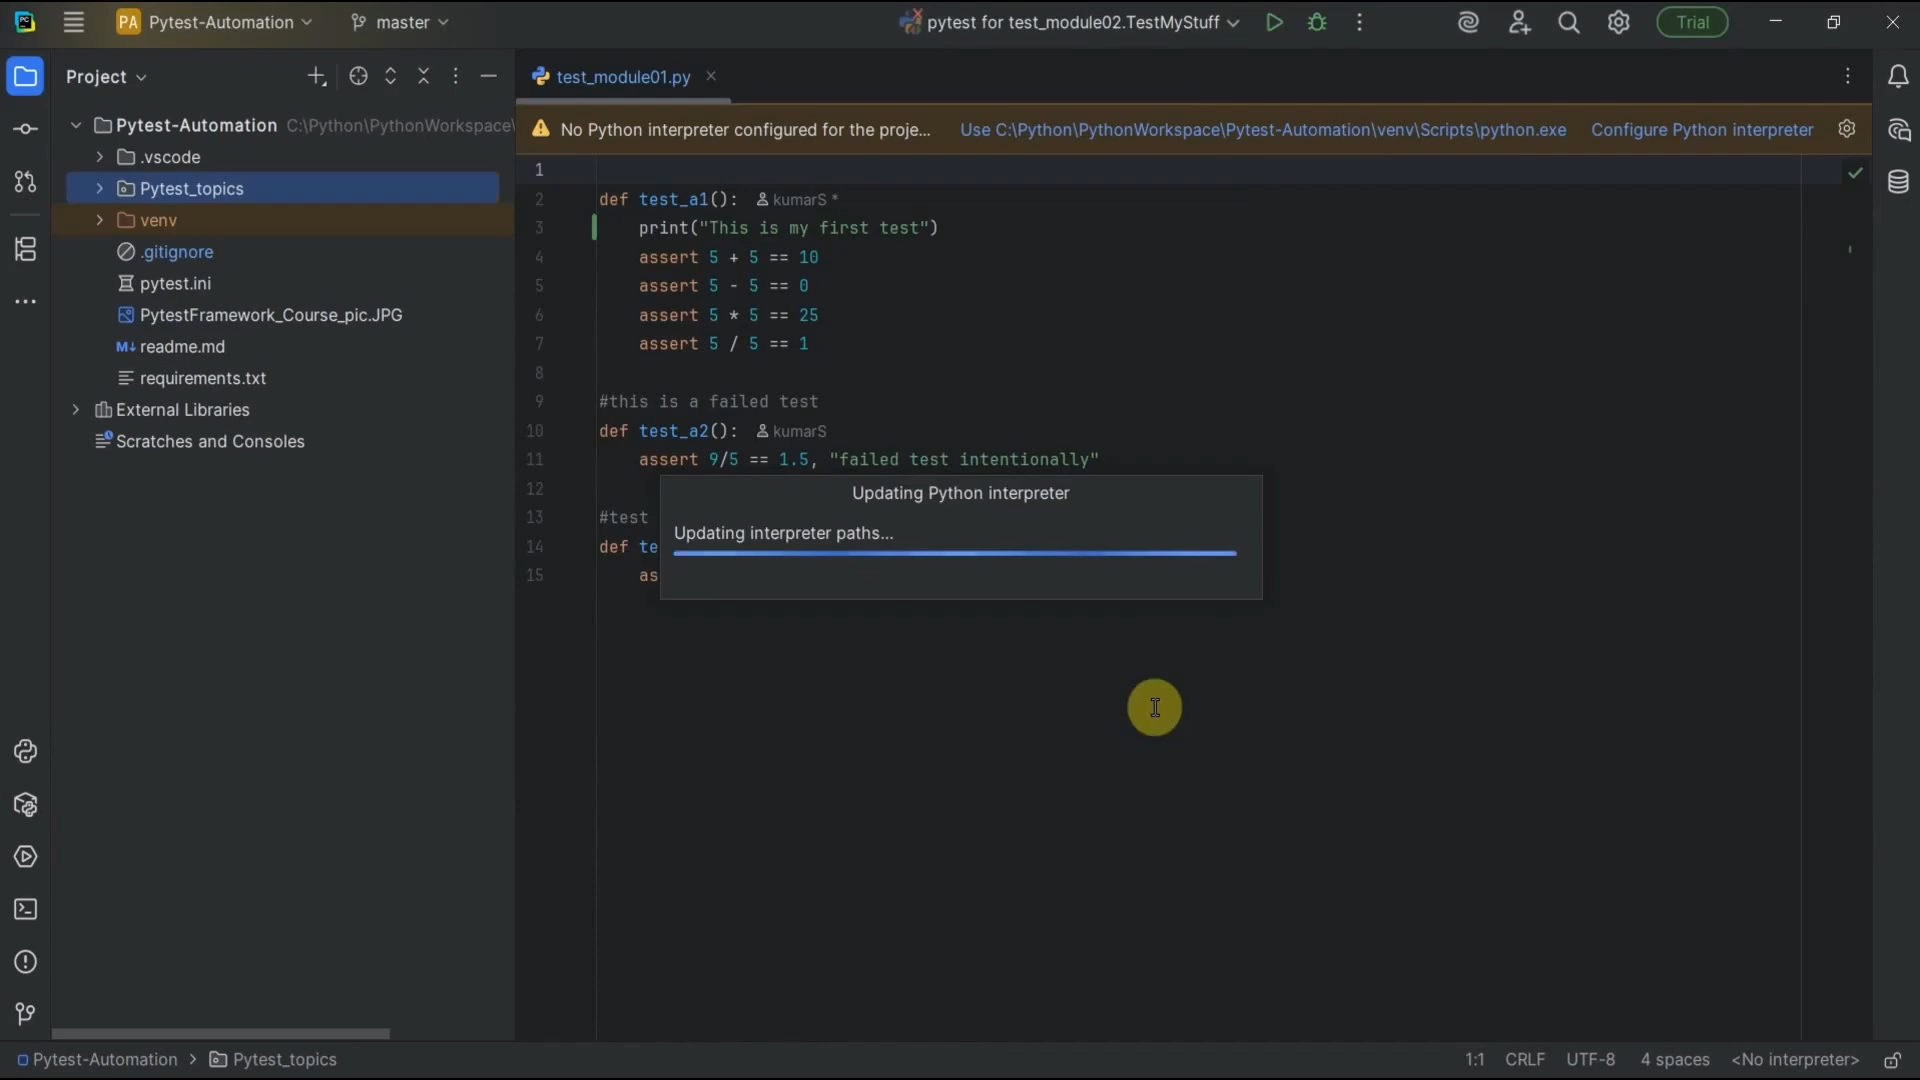 PC
PA Pytest-Automation
master
pytest for test_module02.TestMyStuff
Trial
Project
test_module01.py
Pytest-Automation C:\Python\PythonWorkspace\
.vscode
Pytest_topics
venv
.gitignore
pytest.ini
PytestFramework_Course_pic.JPG
M↓ readme.md
requirements.txt
External Libraries
Scratches and Consoles
No Python interpreter configured for the proje... Use C:\Python\PythonWorkspace\Pytest-Automation\venv\Scripts\python.exe Configure Python interpreter
1
2 def test_a1(): kumarS *
3 print("This is my first test")
4 assert 5 + 5 == 10
5 assert 5 - 5 == 0
6 assert 5 * 5 == 25
7 assert 5 / 5 == 1
8
9 #this is a failed test
10 def test_a2(): kumarS
11 assert 9/5 == 1.5, "failed test intentionally"
12
13 #test
14 def te
15 as
Updating Python interpreter
Updating interpreter paths...
Pytest-Automation > Pytest_topics
1:1 CRLF UTF-8 4 spaces <No interpreter>